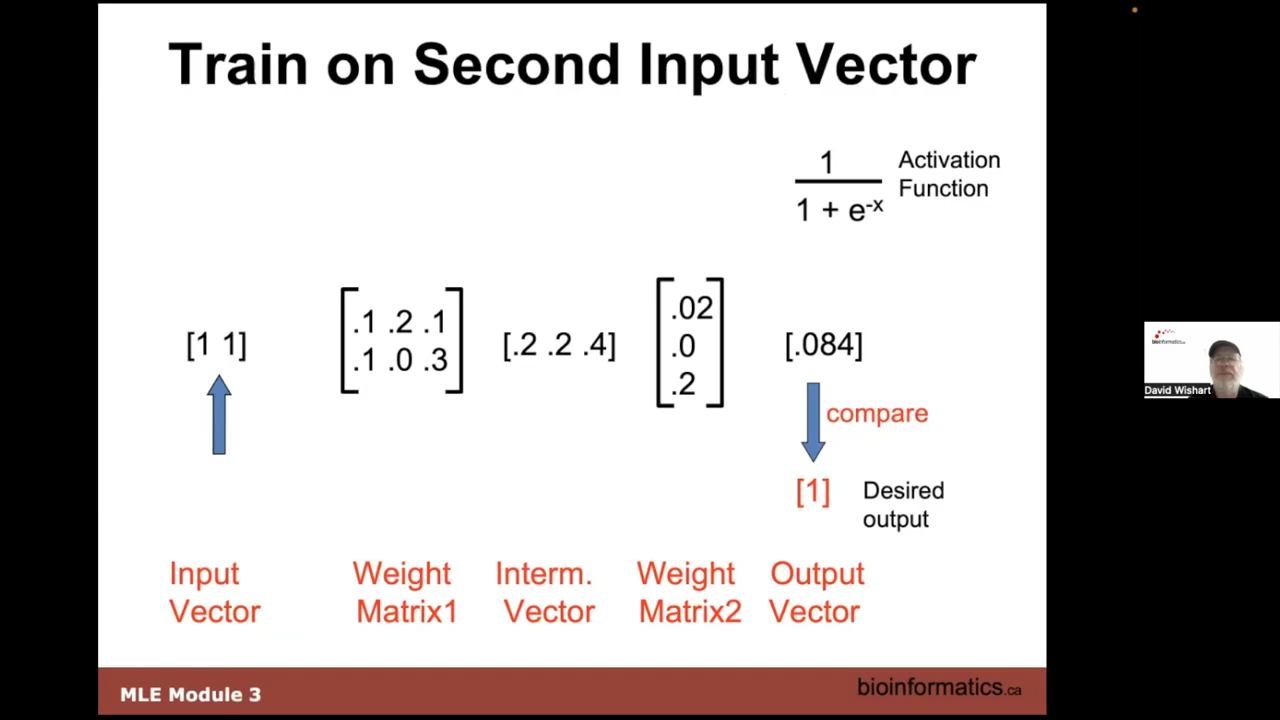 Train on Second Input Vector
1
1 + e-x
Activation
Function
[1 1]
.1 .2 .1
.1 .0 .3
[.2 .2 .4]
.02
.0
.2
[.084]
compare
[1]
Desired
output
Input
Vector
Weight
Matrix1
Interm.
Vector
Weight
Matrix2
Output
Vector
MLE Module 3
bioinformatics.ca
bioinformatics.ca
David Wishart